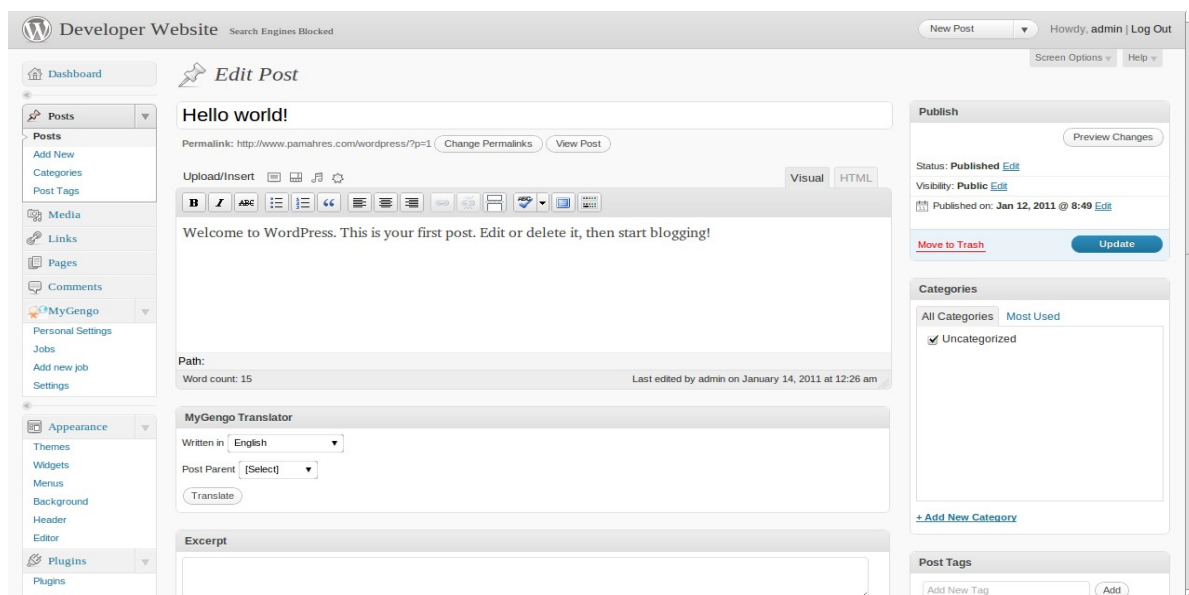 Developer Website Search Engines Blocked
New Post
Howdy, admin | Log Out
Screen Options
Help
Dashboard
Posts
Posts
Add New
Categories
Post Tags
Media
Links
Pages
Comments
MyGengo
Personal Settings
Jobs
Add new job
Settings
Appearance
Themes
Widgets
Menus
Background
Header
Editor
Plugins
Plugins
Edit Post
Hello world!
Permalink: http://www.pamahres.com/wordpress/?p=1 Change Permalinks View Post
Upload/Insert
Visual HTML
B I ABC ABC
Welcome to WordPress. This is your first post. Edit or delete it, then start blogging!
Path:
Word count: 15 Last edited by admin on January 14, 2011 at 12:26 am
MyGengo Translator
Written in English
Post Parent [Select]
Translate
Excerpt
Publish
Preview Changes
Status: Published Edit
Visibility: Public Edit
Published on: Jan 12, 2011 @ 8:49 Edit
Move to Trash Update
Categories
All Categories Most Used
Uncategorized
+ Add New Category
Post Tags
Add New Tag Add